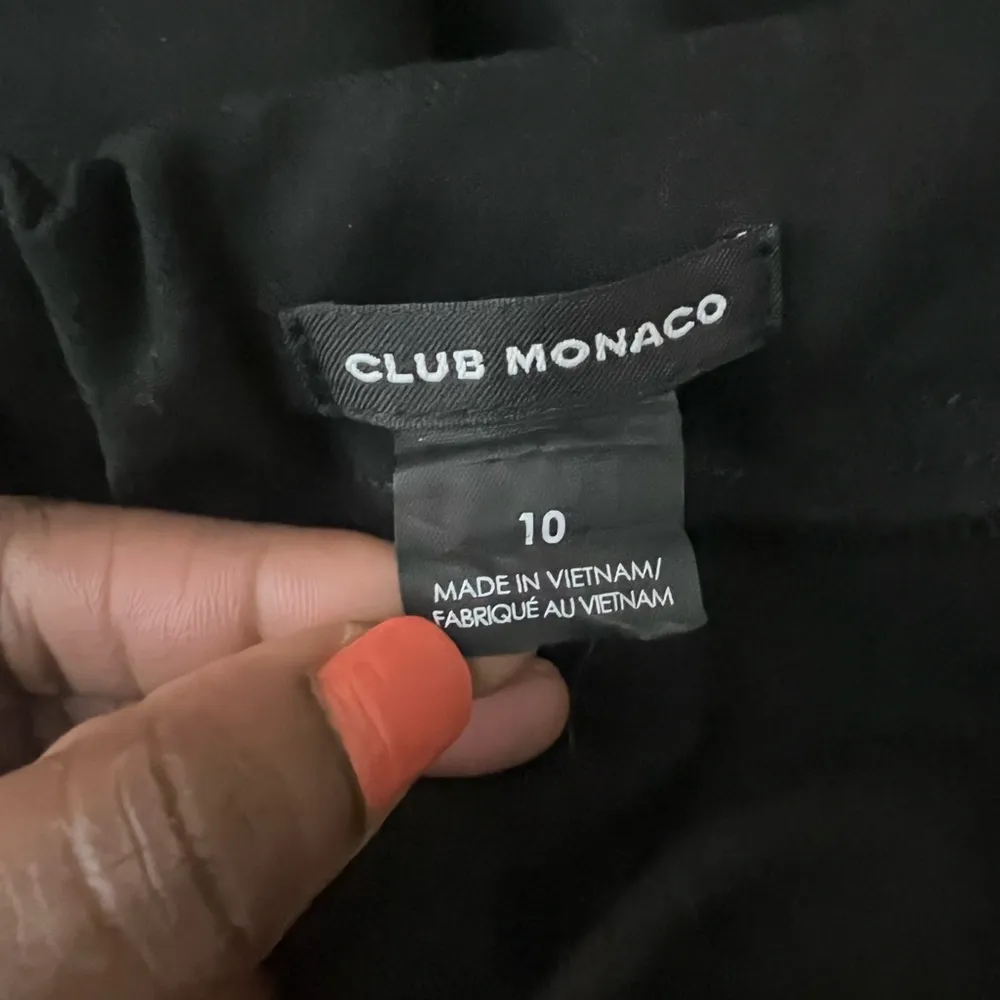 CLUB MONACO
10
MADE IN VIETNAM/
FABRIQUÉ AU VIETNAM